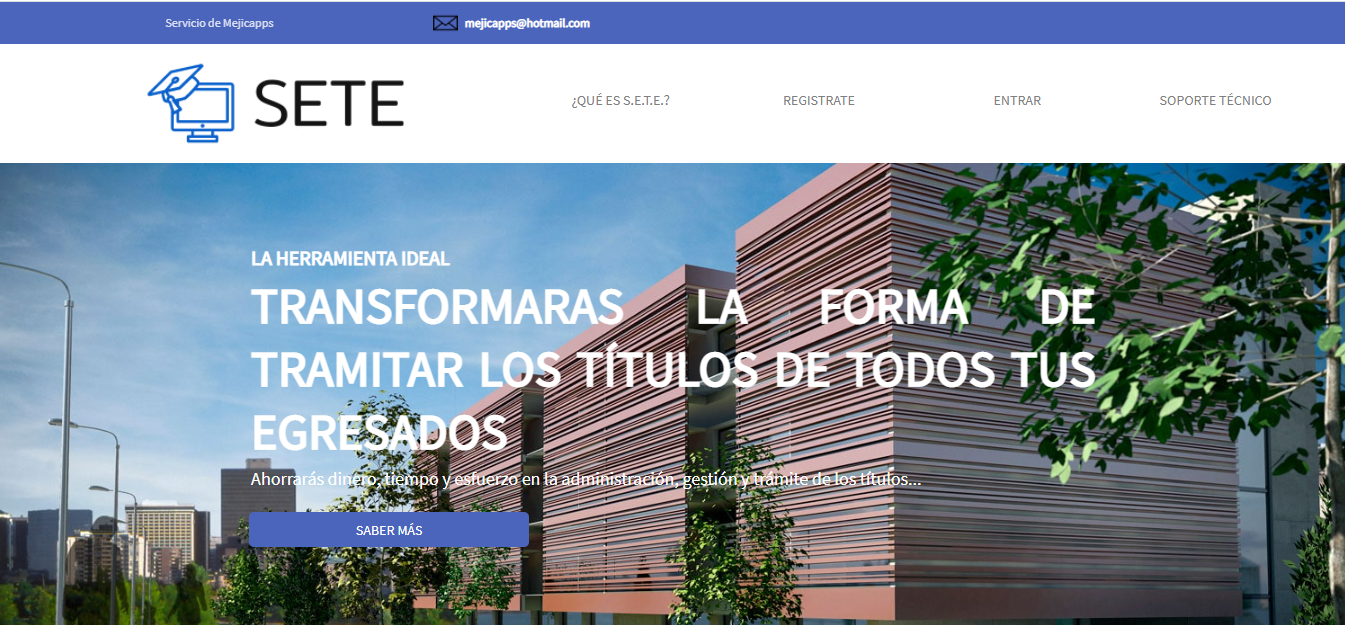 Servicio de Mejicapps
mejicapps@hotmail.com
SETE
¿QUÉ ES S.E.T.E.?
REGISTRATE
ENTRAR
SOPORTE TÉCNICO
LA HERRAMIENTA IDEAL
TRANSFORMARAS LA FORMA DE
TRAMITAR LOS TÍTULOS DE TODOS TUS
EGRESADOS
Ahorrarás dinero, tiempo y esfuerzo en la administración, gestión y trámite de los títulos...
SABER MÁS